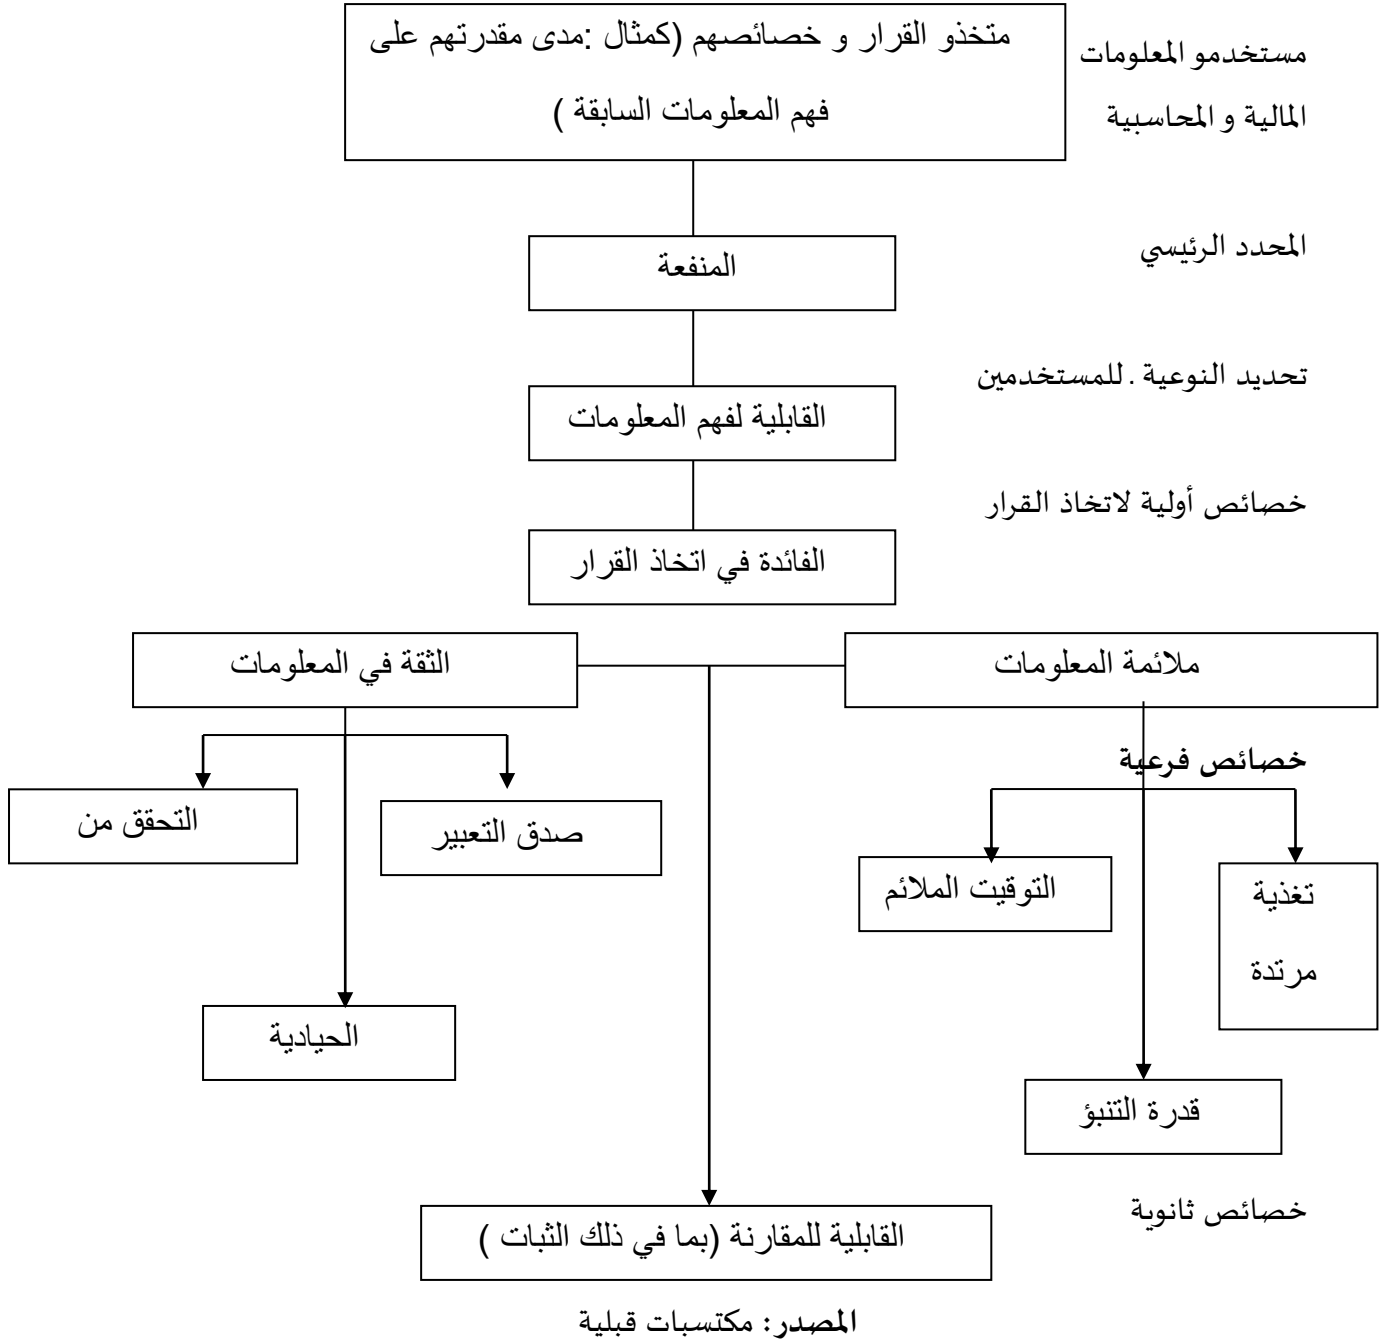 متخذو القرار و خصائصهم (كمثال :مدى مقدرتهم على
فهم المعلومات السابقة )
مستخدمو المعلومات
المالية و المحاسبية
المحدد الرئيسي
المنفعة
تحديد النوعية . للمستخدمين
القابلية لفهم المعلومات
خصائص أولية لاتخاذ القرار
الفائدة في اتخاذ القرار
ملائمة المعلومات
الثقة في المعلومات
خصائص فرعية
صدق التعبير
التحقق من
تغذية
مرتدة
التوقيت الملائم
الحيادية
قدرة التنبؤ
خصائص ثانوية
القابلية للمقارنة (بما في ذلك الثبات )
المصدر: مكتسبات قبلية